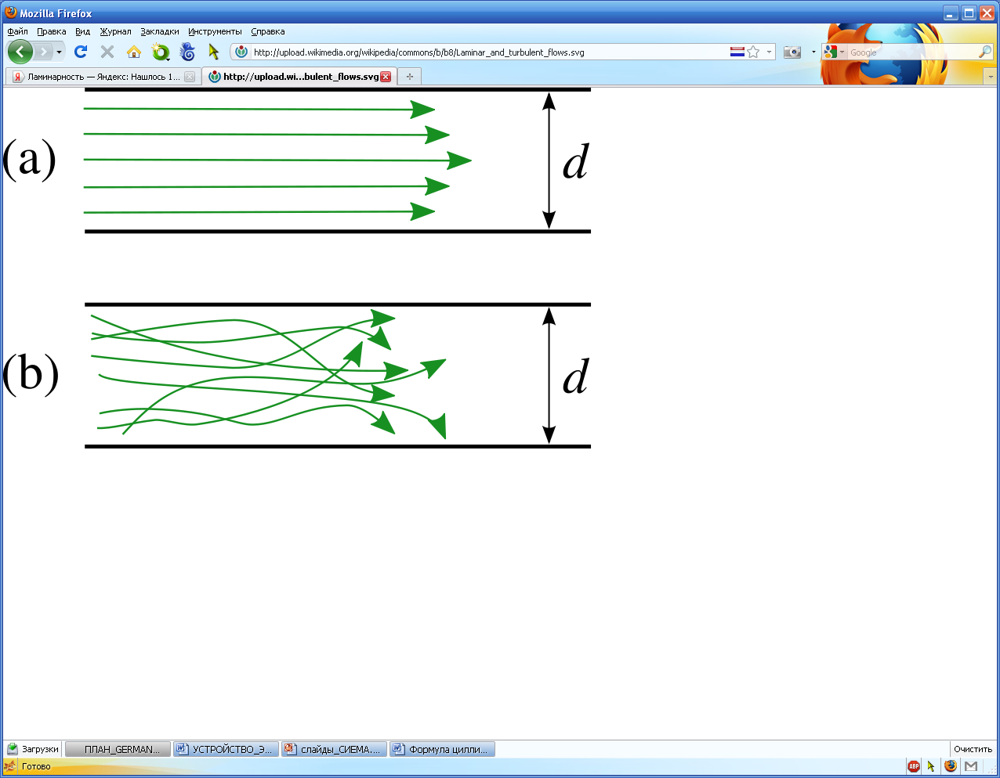 Mozilla Firefox
Файл Правка Вид Журнал Закладки Инструменты Справка
http://upload.wikimedia.org/wikipedia/commons/b/b8/Laminar_and_turbulent_flows.svg
Google
Ламинарность — Яндекс: Нашлось 1... http://upload.wi...bulent_flows.svg
(a)
d
(b)
d
Загрузки ПЛАН_GERMAN... УСТРОЙСТВО_Э... слайды_СИЕМА.... Формула цилли... Очистить
Готово
ABP